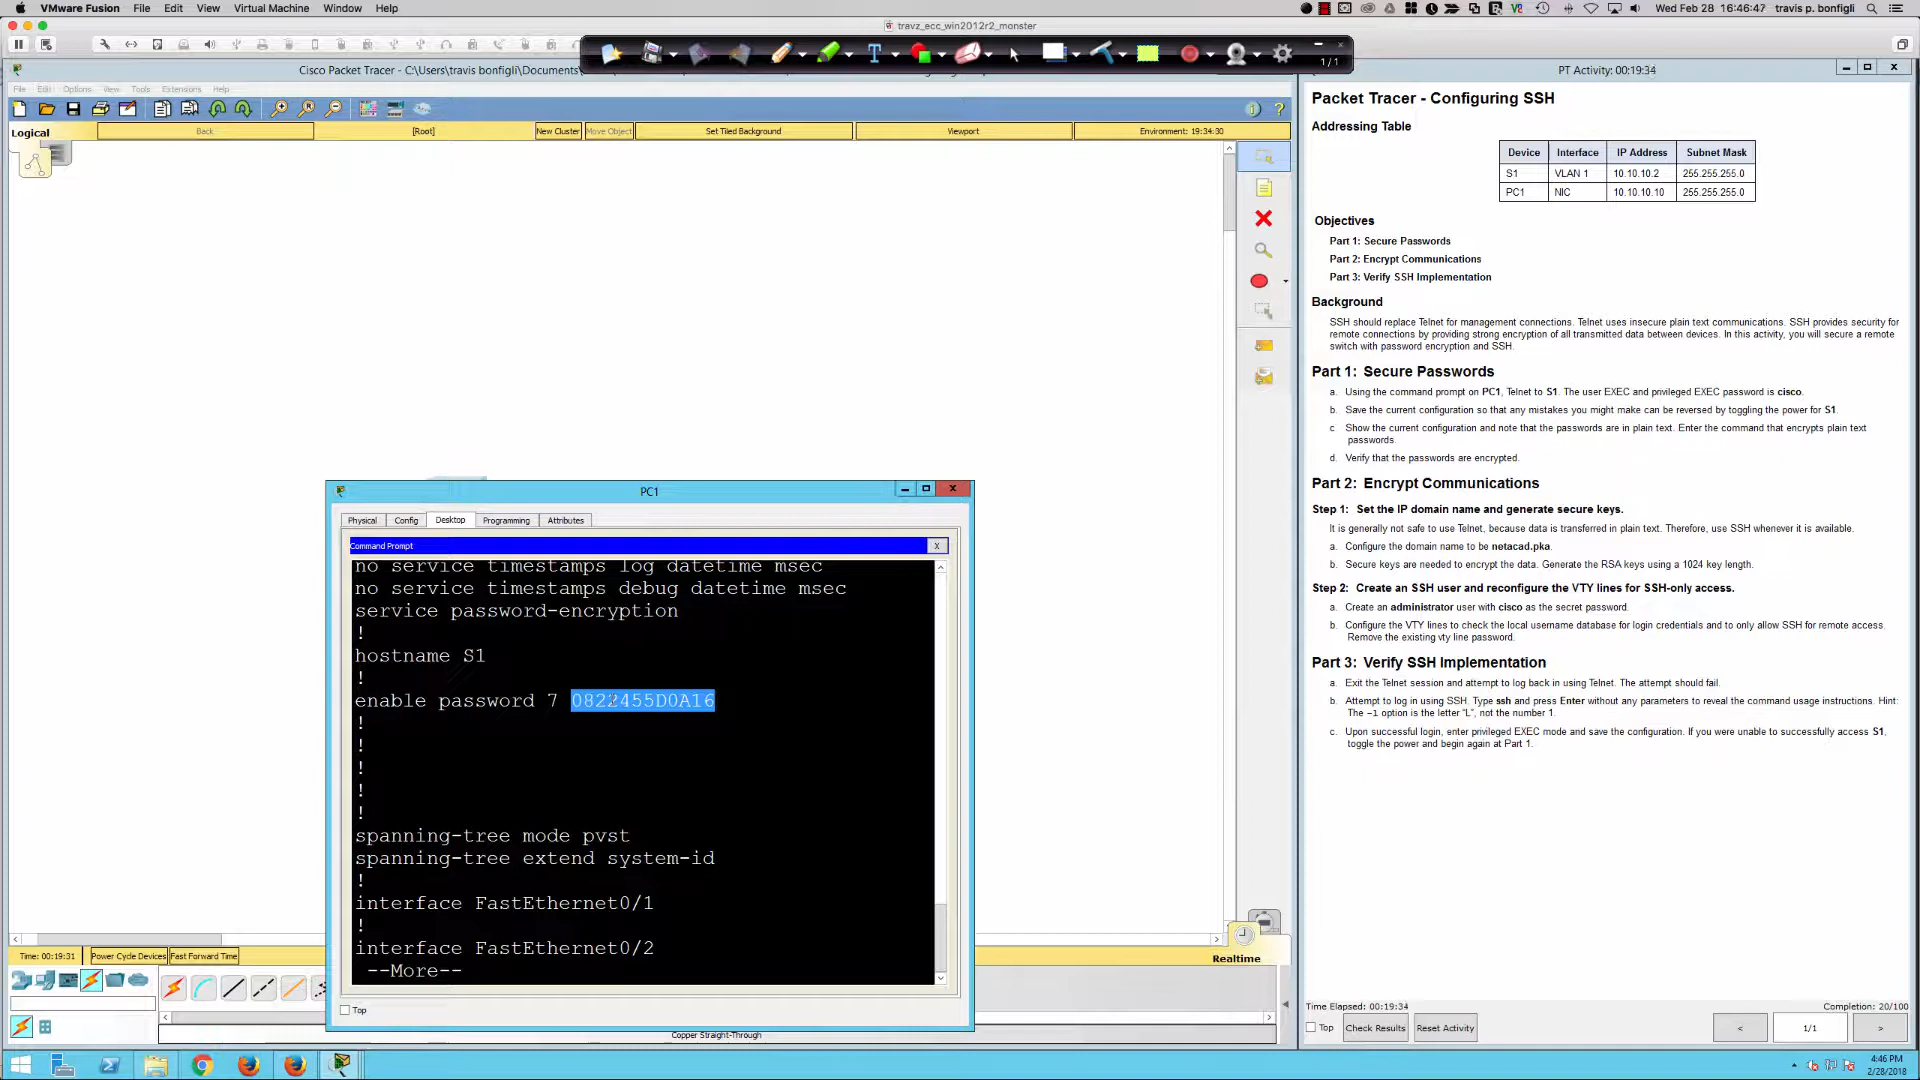 VMware Fusion File Edit View Virtual Machine Window Help
Wed Feb 28 16:46:47 travis p. bonfigli
travz_ecc_win2012r2_monster
1/1
Cisco Packet Tracer - C:\Users\travis bonfigli\Documents\
PT Activity: 00:19:34
File Edit Options View Tools Extensions Help
Logical
Back
[Root]
New Cluster
Move Object
Set Tiled Background
Viewport
Environment: 19:34:30
Packet Tracer - Configuring SSH
Addressing Table
Device Interface IP Address Subnet Mask
S1 VLAN 1 10.10.10.2 255.255.255.0
PC1 NIC 10.10.10.10 255.255.255.0
Objectives
Part 1: Secure Passwords
Part 2: Encrypt Communications
Part 3: Verify SSH Implementation
Background
SSH should replace Telnet for management connections. Telnet uses insecure plain text communications. SSH provides security for
remote connections by providing strong encryption of all transmitted data between devices. In this activity, you will secure a remote
switch with password encryption and SSH.
Part 1: Secure Passwords
a. Using the command prompt on PC1, Telnet to S1. The user EXEC and privileged EXEC password is cisco.
b. Save the current configuration so that any mistakes you might make can be reversed by toggling the power for S1.
c. Show the current configuration and note that the passwords are in plain text. Enter the command that encrypts plain text
passwords.
d. Verify that the passwords are encrypted.
Part 2: Encrypt Communications
Step 1: Set the IP domain name and generate secure keys.
It is generally not safe to use Telnet, because data is transferred in plain text. Therefore, use SSH whenever it is available.
a. Configure the domain name to be netacad.pka.
b. Secure keys are needed to encrypt the data. Generate the RSA keys using a 1024 key length.
Step 2: Create an SSH user and reconfigure the VTY lines for SSH-only access.
a. Create an administrator user with cisco as the secret password.
b. Configure the VTY lines to check the local username database for login credentials and to only allow SSH for remote access.
Remove the existing vty line password.
Part 3: Verify SSH Implementation
a. Exit the Telnet session and attempt to log back in using Telnet. The attempt should fail.
b. Attempt to log in using SSH. Type ssh and press Enter without any parameters to reveal the command usage instructions. Hint:
The -l option is the letter "L", not the number 1.
c. Upon successful login, enter privileged EXEC mode and save the configuration. If you were unable to successfully access S1,
toggle the power and begin again at Part 1.
PC1
Physical Config Desktop Programming Attributes
Command Prompt X
no service timestamps log datetime msec
no service timestamps debug datetime msec
service password-encryption
!
hostname S1
!
enable password 7 0822455D0A16
!
!
!
!
!
spanning-tree mode pvst
spanning-tree extend system-id
!
interface FastEthernet0/1
!
interface FastEthernet0/2
--More--
Top
Time: 00:19:31 Power Cycle Devices Fast Forward Time
Realtime
Copper Straight-Through
Time Elapsed: 00:19:34 Completion: 20/100
Top Check Results Reset Activity < 1/1 >
4:46 PM
2/28/2018